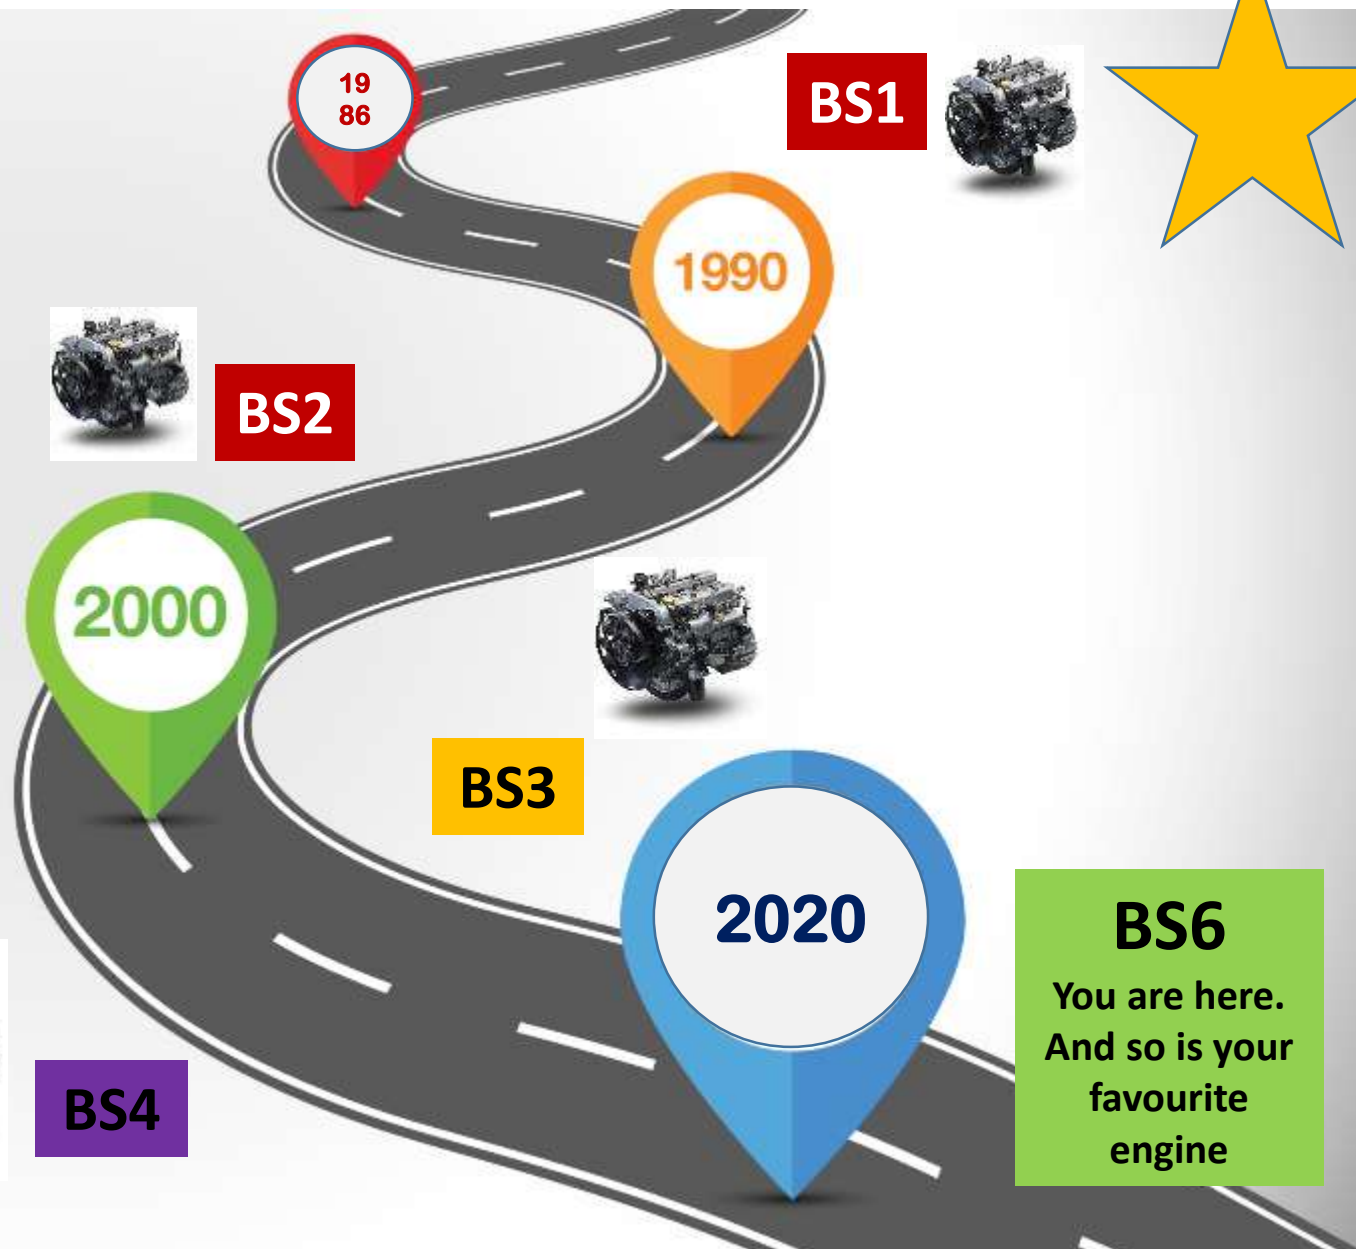 19
86
BS1
1990
BS2
2000
BS3
2020
BS6
You are here.
And so is your
favourite
engine
BS4